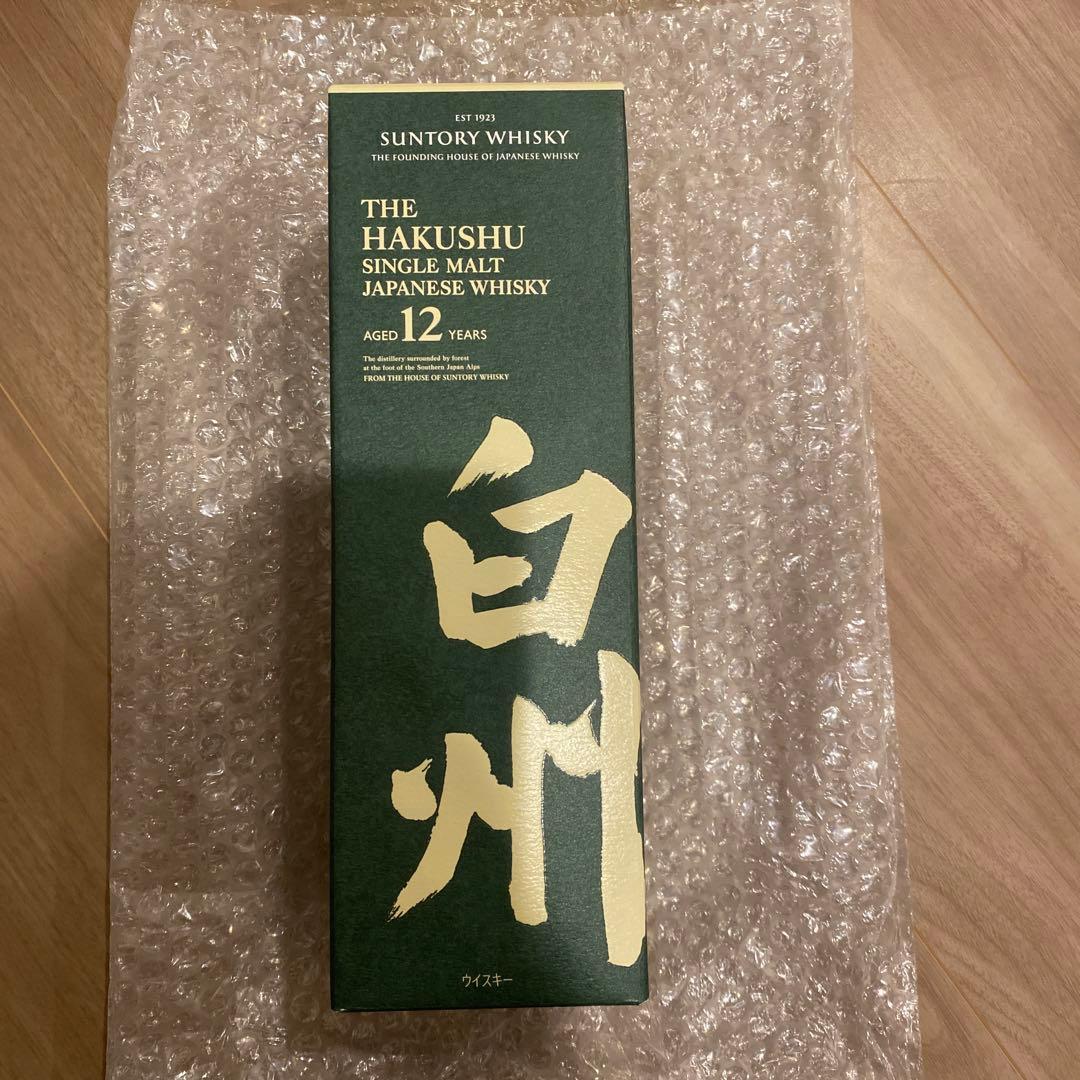 EST 1923
SUNTORY WHISKY
THE FOUNDING HOUSE OF JAPANESE WHISKY
THE
HAKUSHU
SINGLE MALT
JAPANESE WHISKY
AGED 12 YEARS
The distillery surrounded by forest
at the foot of the Southern Japan Alps
FROM THE HOUSE OF SUNTORY WHISKY
白州
ウイスキー